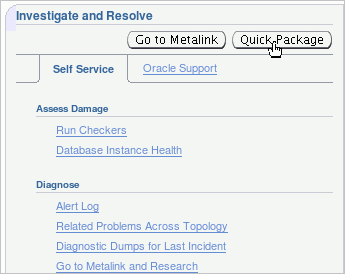 Investigate and Resolve
Go to Metalink Quick Package
Self Service Oracle Support
Assess Damage
Run Checkers
Database Instance Health
Diagnose
Alert Log
Related Problems Across Topology
Diagnostic Dumps for Last Incident
Go to Metalink and Research